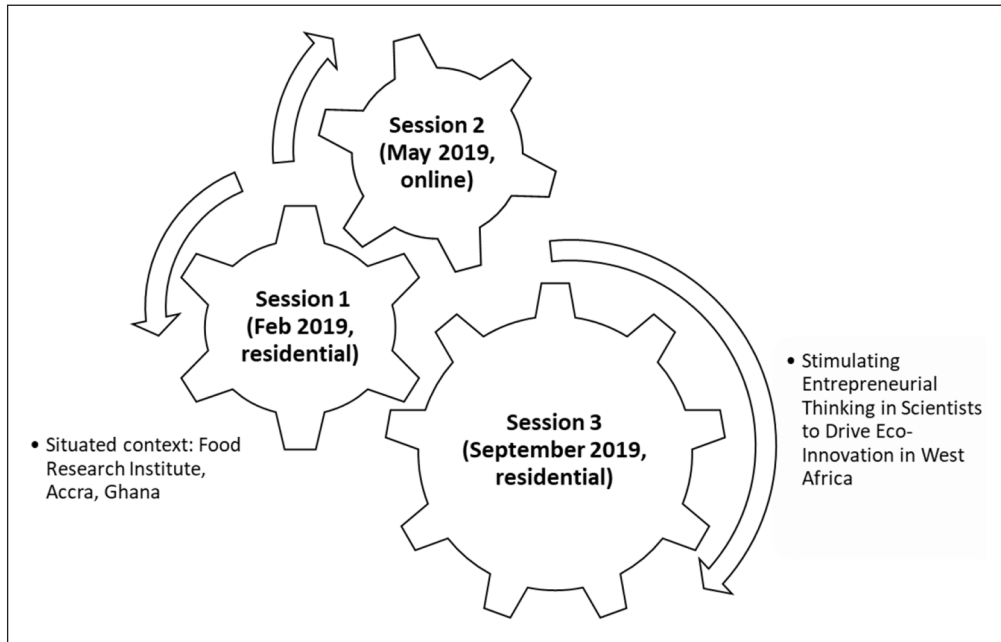 Session 2
(May 2019,
online)
Session 1
(Feb 2019,
residential)
Session 3
(September 2019,
residential)
• Situated context: Food
Research Institute,
Accra, Ghana
• Stimulating
Entrepreneurial
Thinking in Scientists
to Drive Eco-
Innovation in West
Africa